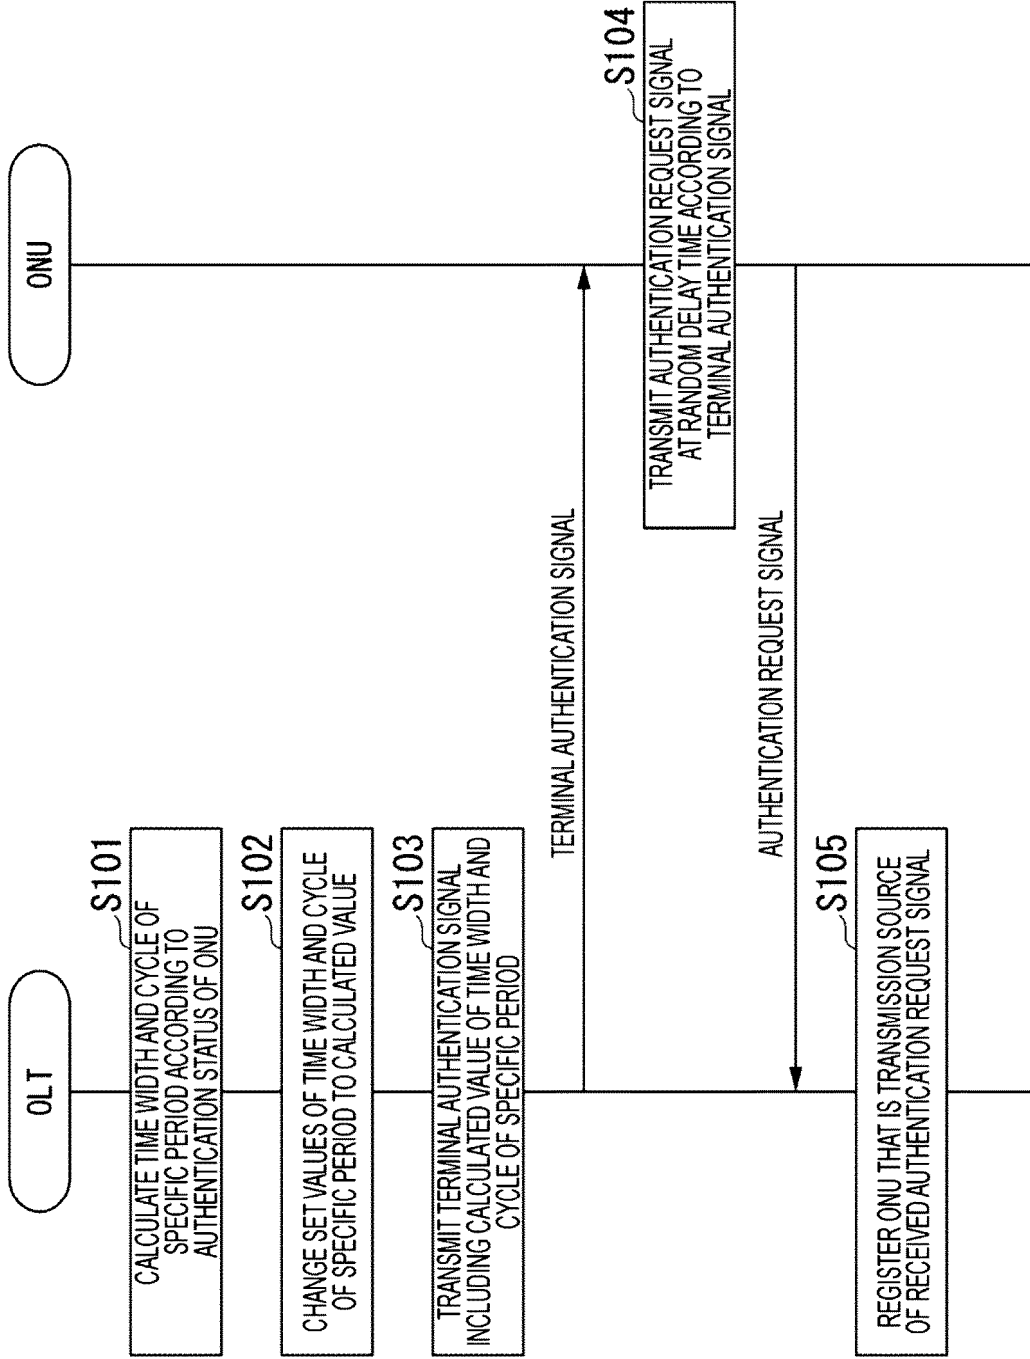 OLT
ONU
S101
CALCULATE TIME WIDTH AND CYCLE OF
SPECIFIC PERIOD ACCORDING TO
AUTHENTICATION STATUS OF ONU
S102
CHANGE SET VALUES OF TIME WIDTH AND CYCLE
OF SPECIFIC PERIOD TO CALCULATED VALUE
S103
TRANSMIT TERMINAL AUTHENTICATION SIGNAL
INCLUDING CALCULATED VALUE OF TIME WIDTH AND
CYCLE OF SPECIFIC PERIOD
TERMINAL AUTHENTICATION SIGNAL
S104
TRANSMIT AUTHENTICATION REQUEST SIGNAL
AT RANDOM DELAY TIME ACCORDING TO
TERMINAL AUTHENTICATION SIGNAL
AUTHENTICATION REQUEST SIGNAL
S105
REGISTER ONU THAT IS TRANSMISSION SOURCE
OF RECEIVED AUTHENTICATION REQUEST SIGNAL